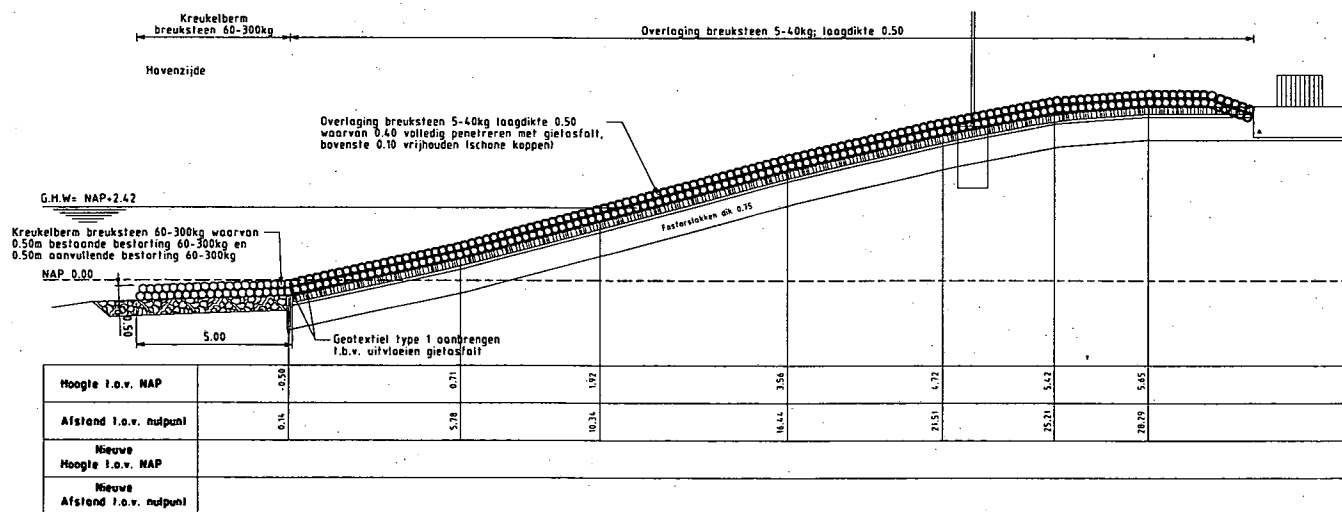 Kreukelberm
breuksteen 60-300kg
Overlaging breuksteen 5-40kg; laagdikte 0.50
Havenzijde
Overlaging breuksteen 5-40kg laagdikte 0.50
waarvan 0.40 volledig penetreren met gietasfalt,
bovenste 0.10 vrijhouden (schone koppen)
G.H.W= NAP+2.42
Kreukelberm breuksteen 60-300kg waarvan
0.50m bestaande bestorting 60-300kg en
0.50m aanvullende bestorting 60-300kg
NAP 0.00
Fosforslakken dik 0.75
0.50
5.00
Geotextiel type 1 aanbrengen
t.b.v. uitvloeien gietasfalt
Hoogte t.o.v. NAP -0.50 0.71 1.92 3.56 4.72 5.42 5.65
Afstand t.o.v. nulpunt 0.14 5.78 10.34 16.44 21.51 25.21 28.29
Nieuwe
Hoogte t.o.v. NAP
Nieuwe
Afstand t.o.v. nulpunt